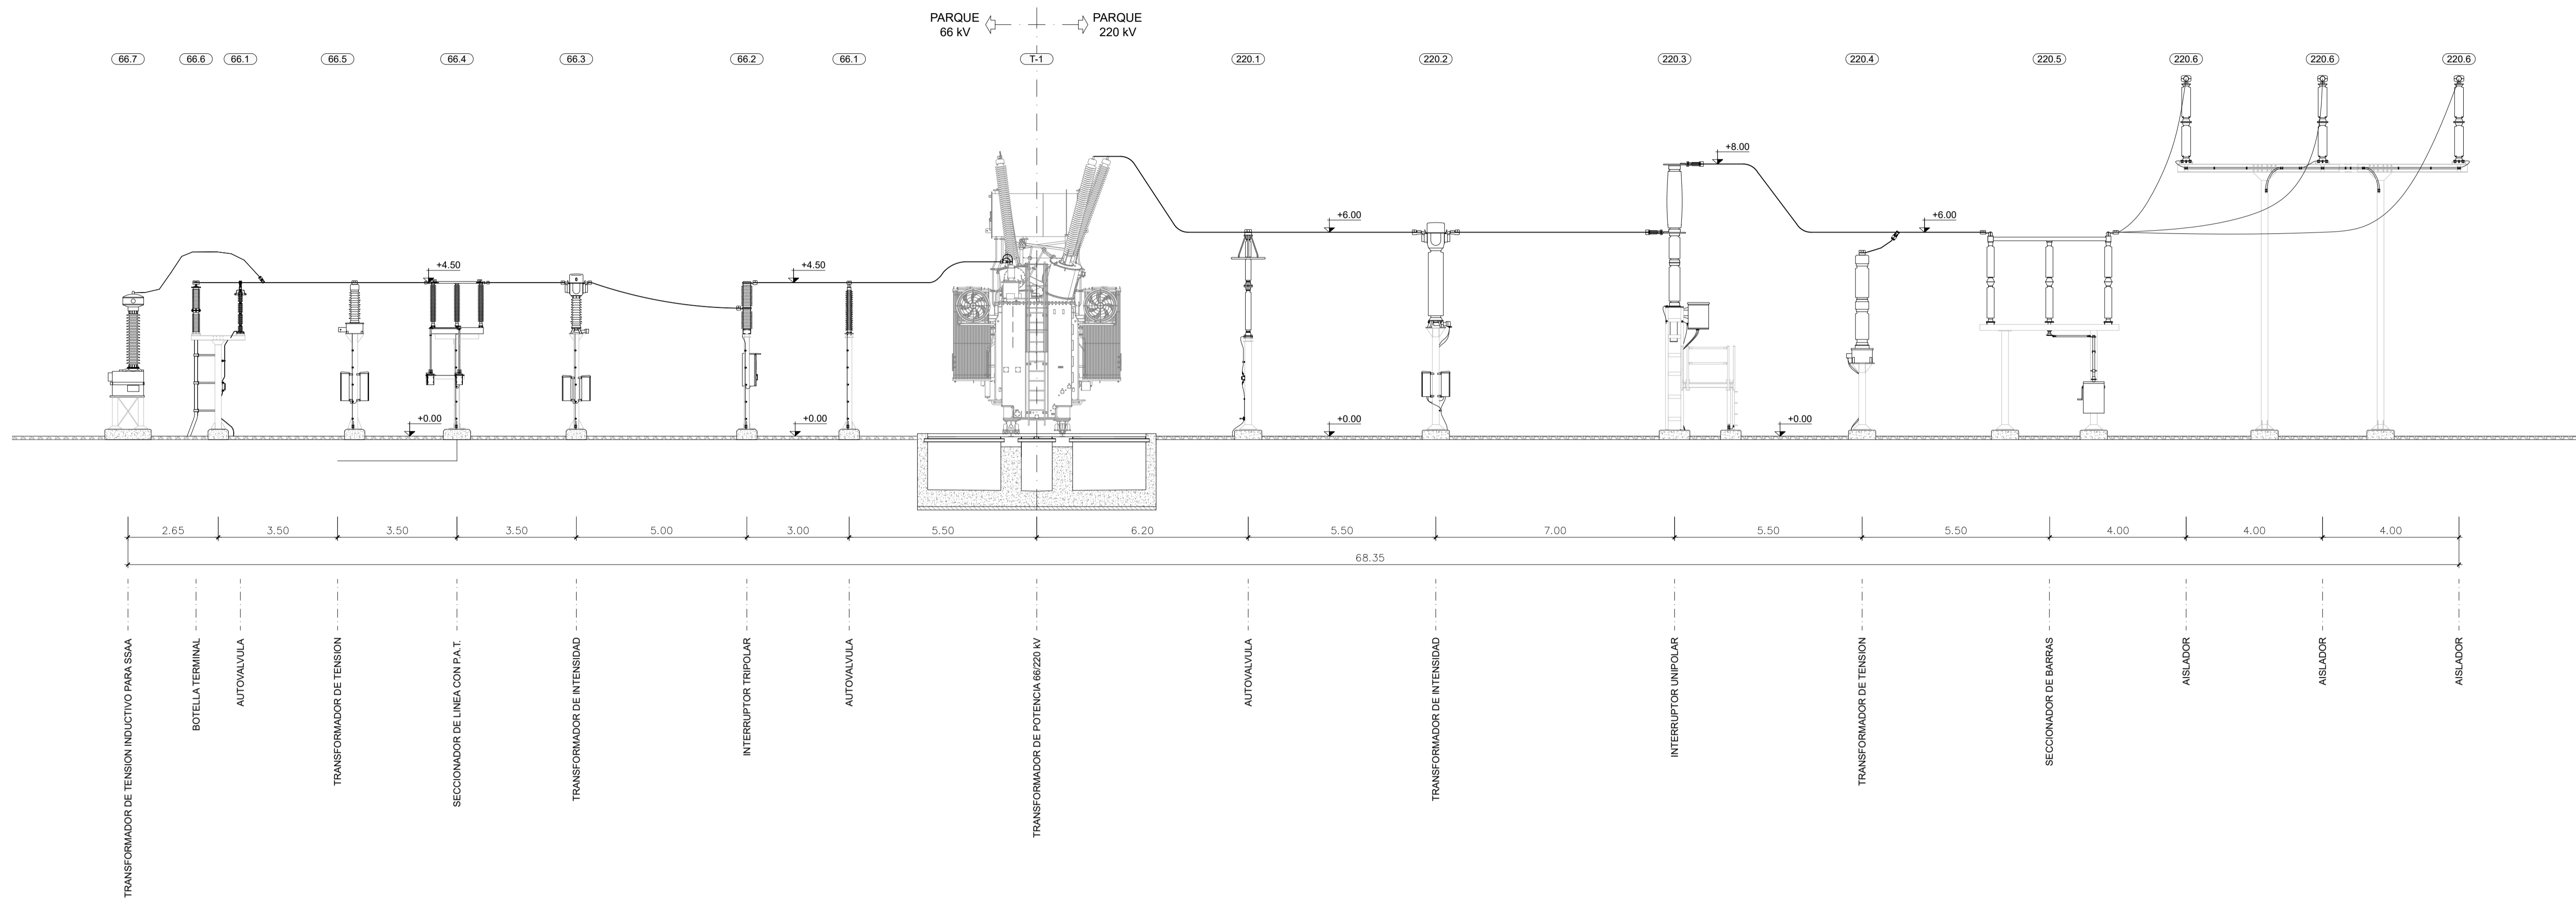 PARQUE
66 kV
PARQUE
220 kV
66.7
66.6
66.1
66.5
66.4
66.3
66.2
66.1
T-1
220.1
220.2
220.3
220.4
220.5
220.6
220.6
220.6
+8.00
+6.00
+6.00
+4.50
+4.50
+0.00
+0.00
+0.00
+0.00
2.65
3.50
3.50
3.50
5.00
3.00
5.50
6.20
5.50
7.00
5.50
5.50
4.00
4.00
4.00
68.35
TRANSFORMADOR DE TENSION INDUCTIVO PARA SSAA
BOTELLA TERMINAL
AUTOVALVULA
TRANSFORMADOR DE TENSION
SECCIONADOR DE LINEA CON P.A.T.
TRANSFORMADOR DE INTENSIDAD
INTERRUPTOR TRIPOLAR
AUTOVALVULA
TRANSFORMADOR DE POTENCIA 66/220 kV
AUTOVALVULA
TRANSFORMADOR DE INTENSIDAD
INTERRUPTOR UNIPOLAR
TRANSFORMADOR DE TENSION
SECCIONADOR DE BARRAS
AISLADOR
AISLADOR
AISLADOR